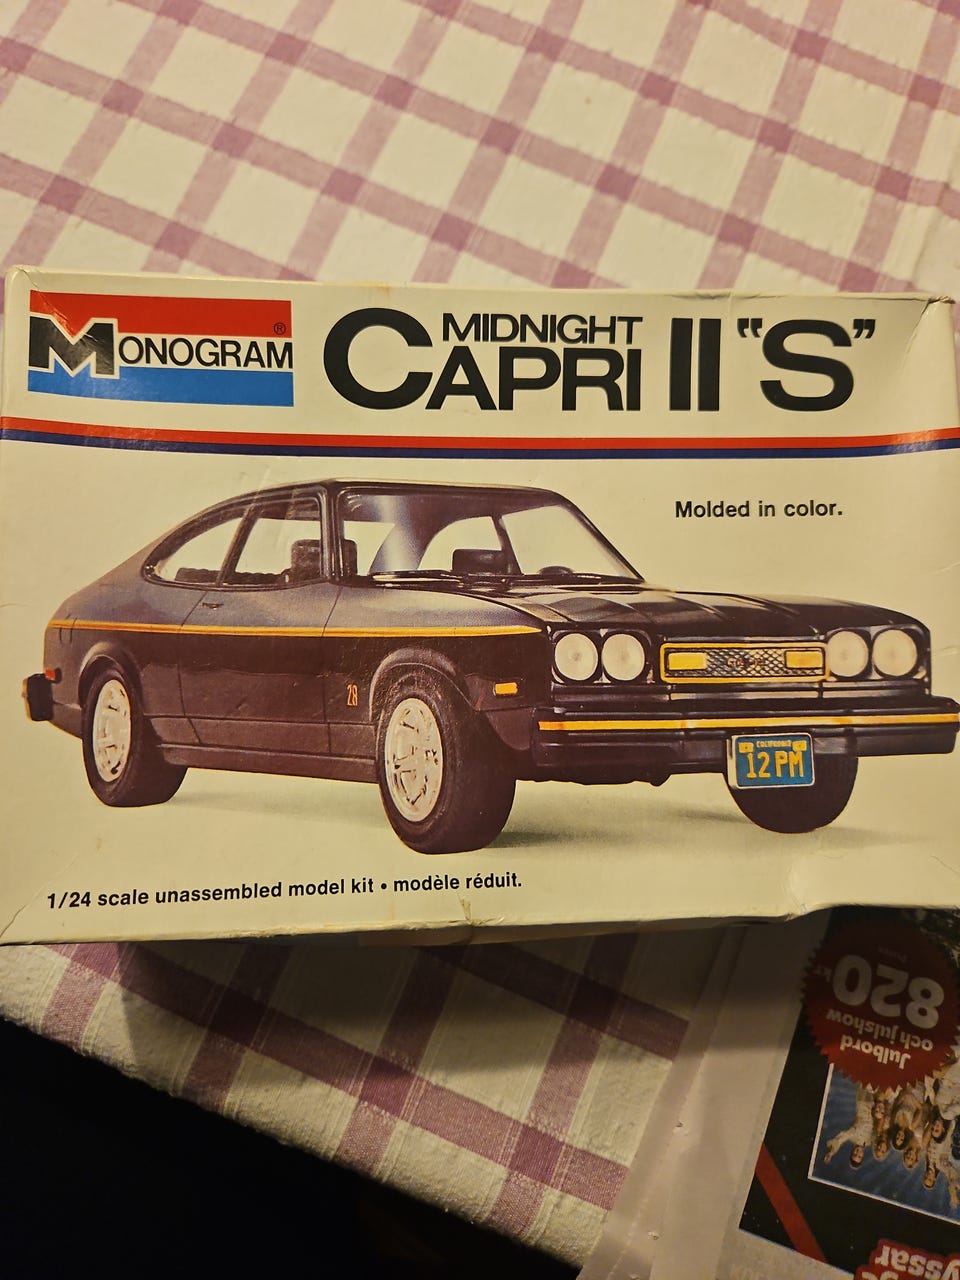 MONOGRAM®
MIDNIGHT
CAPRI II "S"
Molded in color.
28
CALIFORNIA
12 PM
1/24 scale unassembled model kit • modèle réduit.
Julbord
och julshow
820 kr